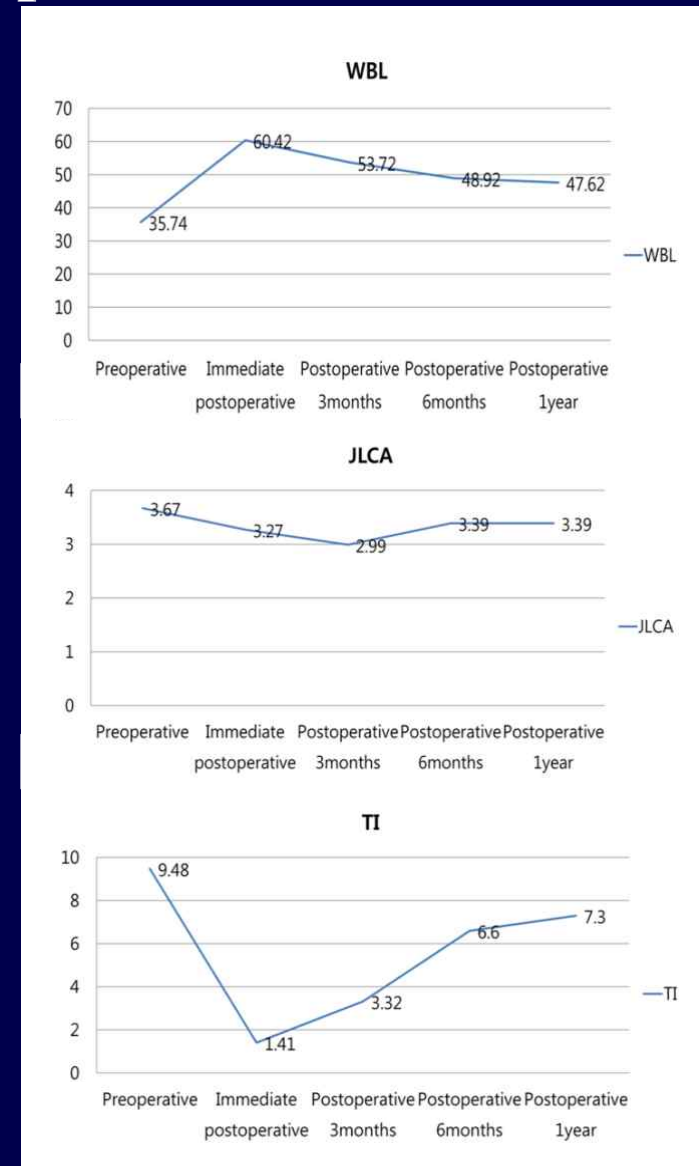 WBL
70
60
50
40
30
20
10
0
60.42
53.72
48.92
47.62
35.74
WBL
Preoperative Immediate Postoperative Postoperative Postoperative
postoperative 3months 6months 1year
JLCA
4
3
2
1
0
3.67
3.27
2.99
3.39
3.39
JLCA
Preoperative Immediate Postoperative Postoperative Postoperative
postoperative 3months 6months 1year
TI
10
8
6
4
2
0
9.48
1.41
3.32
6.6
7.3
TI
Preoperative Immediate Postoperative Postoperative Postoperative
postoperative 3months 6months 1year